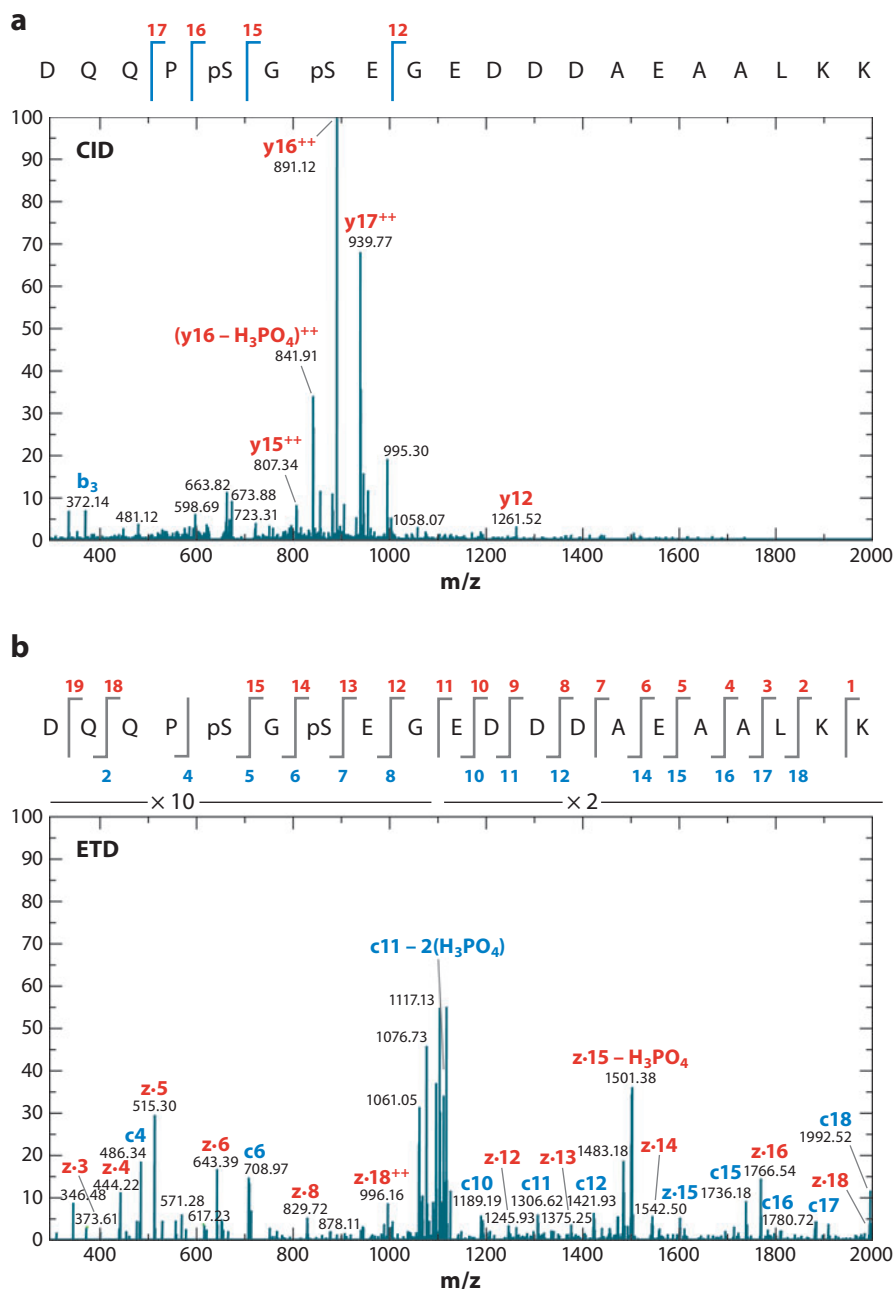 a
17 16 15 12
D Q Q P pS G pS E G E D D D A E A A L K K
CID
100
90
80
70
60
50
40
30
20
10
0
y16++
891.12
y17++
939.77
(y16 – H3PO4)++
841.91
y15++
807.34
995.30
b3
372.14
481.12
663.82
598.69
673.88
723.31
1058.07
y12
1261.52
400 600 800 1000 1200 1400 1600 1800 2000
m/z
b
19 18 15 14 13 12 11 10 9 8 7 6 5 4 3 2 1
D Q Q P pS G pS E G E D D D A E A A L K K
2 4 5 6 7 8 10 11 12 14 15 16 17 18
× 10 × 2
ETD
100
90
80
70
60
50
40
30
20
10
0
c11 – 2(H3PO4)
1117.13
1076.73
1061.05
z•15 – H3PO4
1501.38
1483.18
z•5
515.30
c4
486.34
z•3
346.48
373.61
z•4
444.22
571.28
617.23
z•6
643.39
c6
708.97
z•8
829.72
878.11
z•18++
996.16
c10
1189.19
z•12
1245.93
c11
1306.62
z•13
1375.25
c12
1421.93
z•14
1542.50
z•15
c15
1736.18
z•16
1766.54
c16
1780.72
c17
z•18
c18
1992.52
400 600 800 1000 1200 1400 1600 1800 2000
m/z